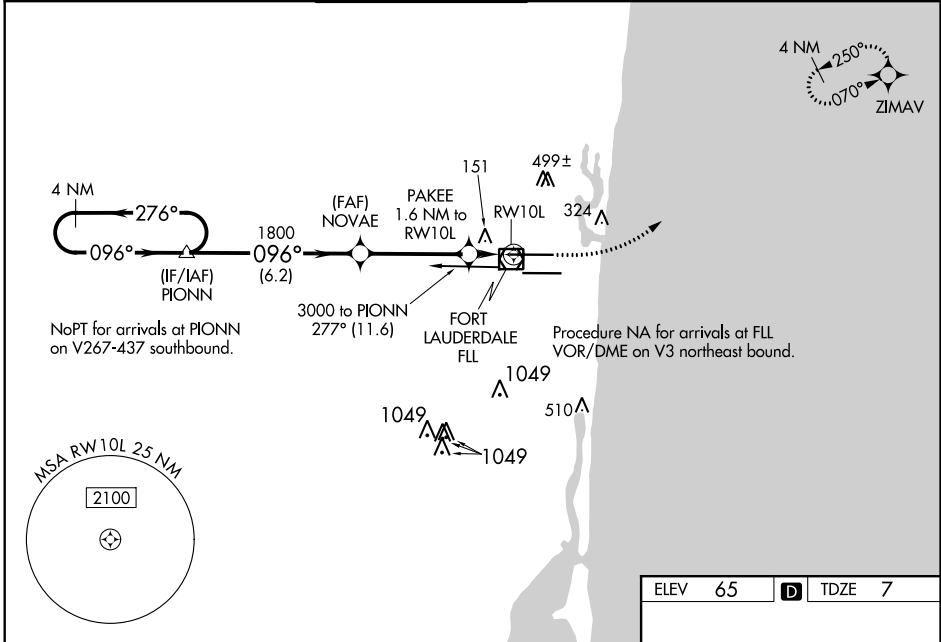 4 NM
250°
070°
ZIMAV
151
499±
324
4 NM
276°
096°
(IF/IAF)
PIONN
1800
096°
(6.2)
(FAF)
NOVAE
PAKEE
1.6 NM to
RW10L
RW10L
3000 to PIONN
277° (11.6)
FORT
LAUDERDALE
FLL
NoPT for arrivals at PIONN
on V267-437 southbound.
Procedure NA for arrivals at FLL
VOR/DME on V3 northeast bound.
1049
510
1049
1049
MSA RW10L 25 NM
2100
ELEV 65 D TDZE 7